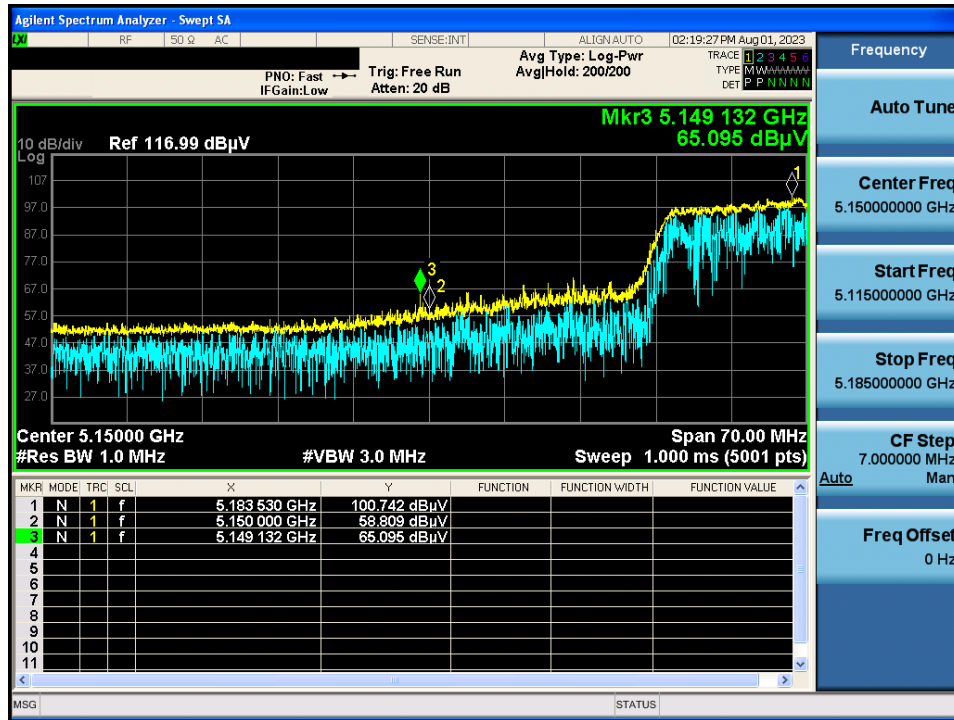 Agilent Spectrum Analyzer - Swept SA
LXI RF 50 Ω AC SENSE:INT ALIGN AUTO 02:19:27 PM Aug 01, 2023
Frequency
PNO: Fast
IFGain:Low
Trig: Free Run
Atten: 20 dB
Avg Type: Log-Pwr
Avg|Hold: 200/200
TRACE 1 2 3 4 5 6
TYPE MWWWWW
DET P P N N N N
Mkr3 5.149 132 GHz
65.095 dBµV
10 dB/div
Log
Ref 116.99 dBµV
107
97.0
87.0
77.0
67.0
57.0
47.0
37.0
27.0
1
3
2
Center 5.15000 GHz
Span 70.00 MHz
#Res BW 1.0 MHz
#VBW 3.0 MHz
Sweep 1.000 ms (5001 pts)
MKR MODE TRC SCL X Y FUNCTION FUNCTION WIDTH FUNCTION VALUE
1 N 1 f 5.183 530 GHz 100.742 dBµV
2 N 1 f 5.150 000 GHz 58.809 dBµV
3 N 1 f 5.149 132 GHz 65.095 dBµV
4
5
6
7
8
9
10
11
MSG
STATUS
Auto Tune
Center Freq
5.150000000 GHz
Start Freq
5.115000000 GHz
Stop Freq
5.185000000 GHz
CF Step
7.000000 MHz
Auto Man
Freq Offset
0 Hz